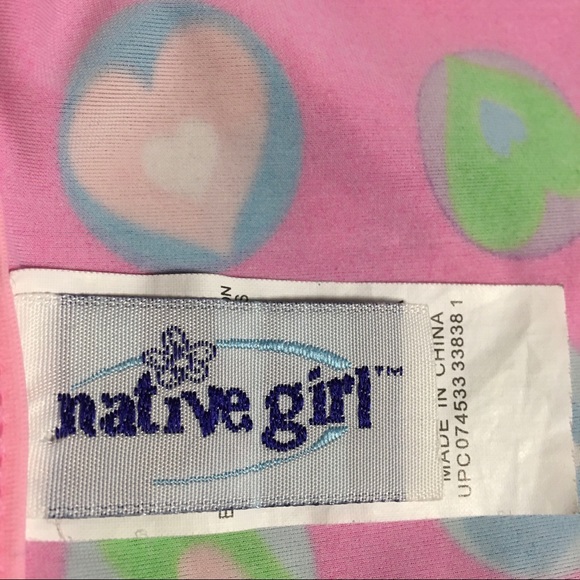 native girl™
MADE IN CHINA
UPC 074533 33838 1